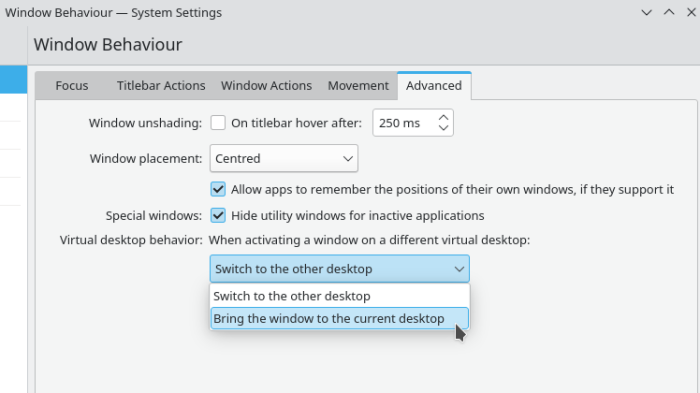 Window Behaviour — System Settings
Window Behaviour
Focus Titlebar Actions Window Actions Movement Advanced
Window unshading: On titlebar hover after: 250 ms
Window placement: Centred
Allow apps to remember the positions of their own windows, if they support it
Special windows: Hide utility windows for inactive applications
Virtual desktop behavior: When activating a window on a different virtual desktop:
Switch to the other desktop
Switch to the other desktop
Bring the window to the current desktop